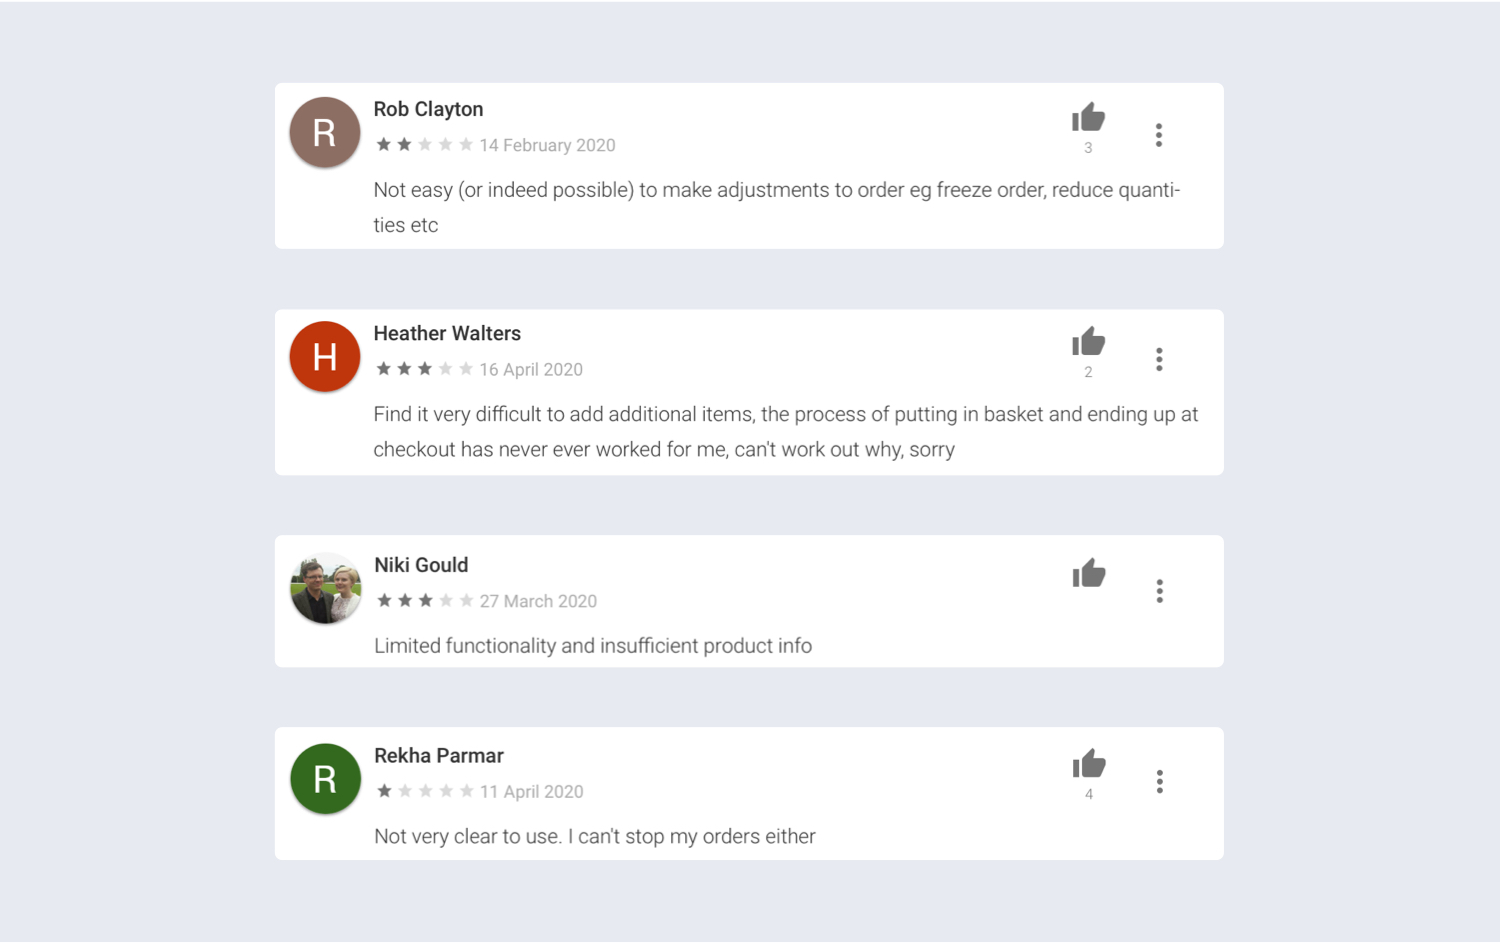 R
Rob Clayton
14 February 2020
3
Not easy (or indeed possible) to make adjustments to order eg freeze order, reduce quanti-
ties etc
H
Heather Walters
16 April 2020
2
Find it very difficult to add additional items, the process of putting in basket and ending up at
checkout has never ever worked for me, can't work out why, sorry
Niki Gould
27 March 2020
Limited functionality and insufficient product info
R
Rekha Parmar
11 April 2020
4
Not very clear to use. I can't stop my orders either